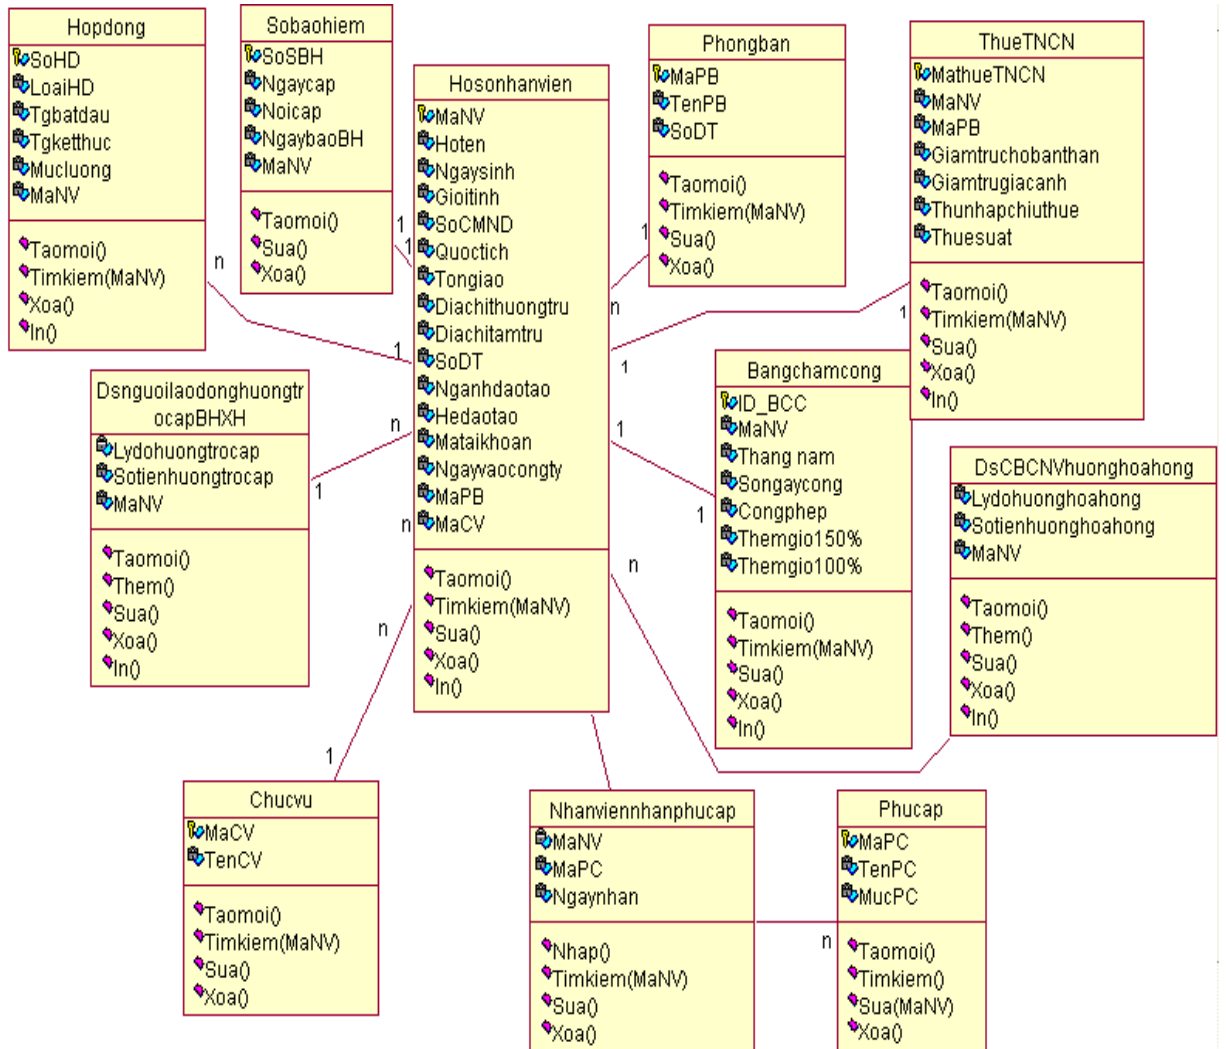 Hopdong
SoHD
LoaiHD
Tgbatdau
Tgketthuc
Mucluong
MaNV
Taomoi()
Timkiem(MaNV)
Xoa()
In()
Sobaohiem
SoSBH
Ngaycap
Noicap
NgaybaoBH
MaNV
Taomoi()
Sua()
Xoa()
Hosonhanvien
MaNV
Hoten
Ngaysinh
Gioitinh
SoCMND
Quoctich
Tongiao
Diachithuongtru
Diachitamtru
SoDT
Nganhdaotao
Hedaotao
Mataikhoan
Ngayvaocongty
MaPB
MaCV
Taomoi()
Timkiem(MaNV)
Sua()
Xoa()
In()
Phongban
MaPB
TenPB
SoDT
Taomoi()
Timkiem(MaNV)
Sua()
Xoa()
ThueTNCN
MathueTNCN
MaNV
MaPB
Giamtruchobanthan
Giamtrugiacanh
Thunhapchiuthue
Thuesuat
Taomoi()
Timkiem(MaNV)
Sua()
Xoa()
In()
n
1
1
1
1
n
1
1
Dsnguoilaodonghuongtr
ocapBHXH
Lydohuongtrocap
Sotienhuongtrocap
MaNV
Taomoi()
Them()
Sua()
Xoa()
In()
n
1
Bangchamcong
ID_BCC
MaNV
Thang nam
Songaycong
Congphep
Themgio150%
Themgio100%
Taomoi()
Timkiem(MaNV)
Sua()
Xoa()
In()
1
1
DsCBCNVhuonghoahong
Lydohuonghoahong
Sotienhuonghoahong
MaNV
Taomoi()
Them()
Sua()
Xoa()
In()
n
n
n
1
Chucvu
MaCV
TenCV
Taomoi()
Timkiem(MaNV)
Sua()
Xoa()
Nhanviennhanphucap
MaNV
MaPC
Ngaynhan
Nhap()
Timkiem(MaNV)
Sua()
Xoa()
n
Phucap
MaPC
TenPC
MucPC
Taomoi()
Timkiem()
Sua(MaNV)
Xoa()